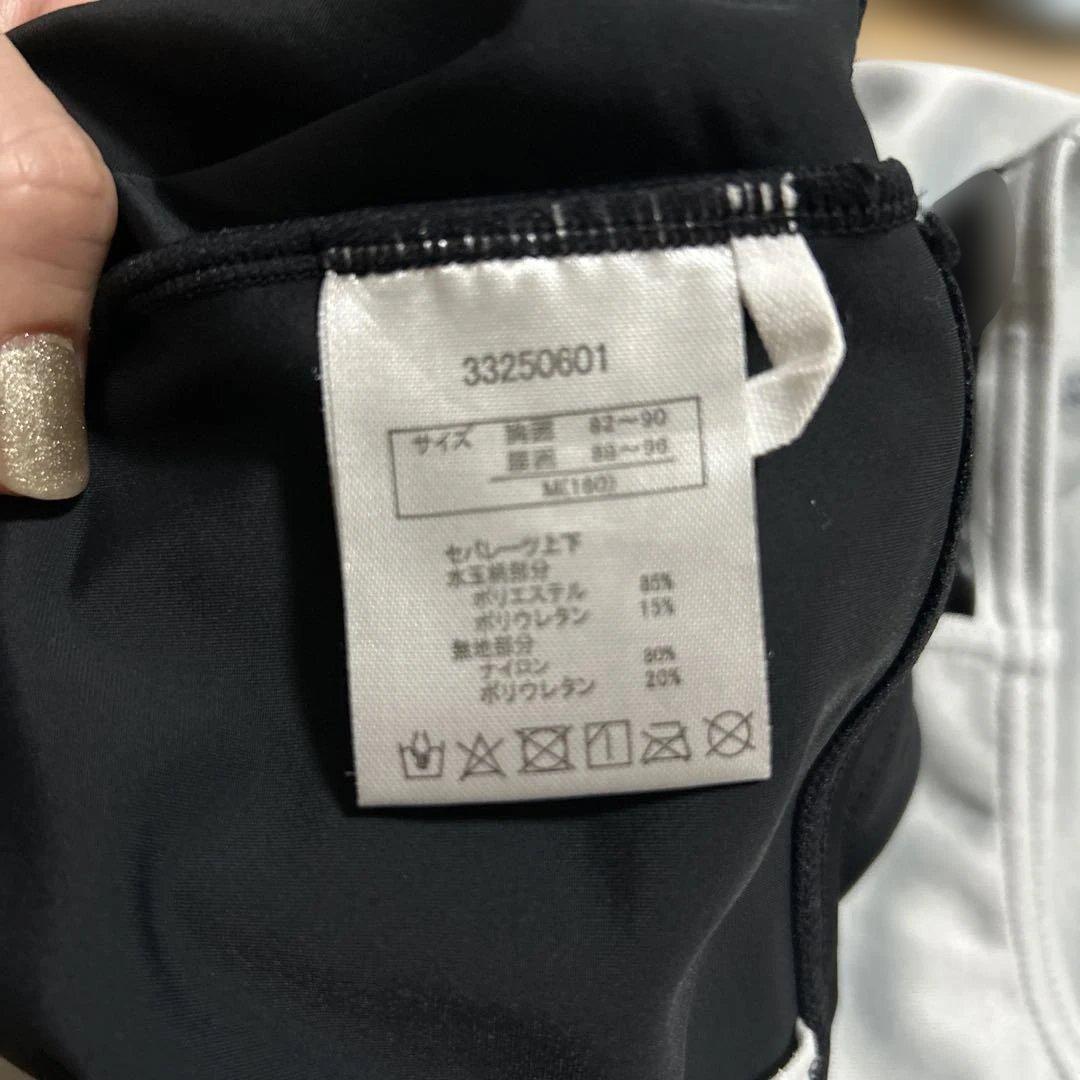 33250601
サイズ 胸囲 82〜90
腰囲 88〜96
M(160)
セパレーツ上下
水玉柄部分
ポリエステル 85%
ポリウレタン 15%
無地部分
ナイロン 80%
ポリウレタン 20%